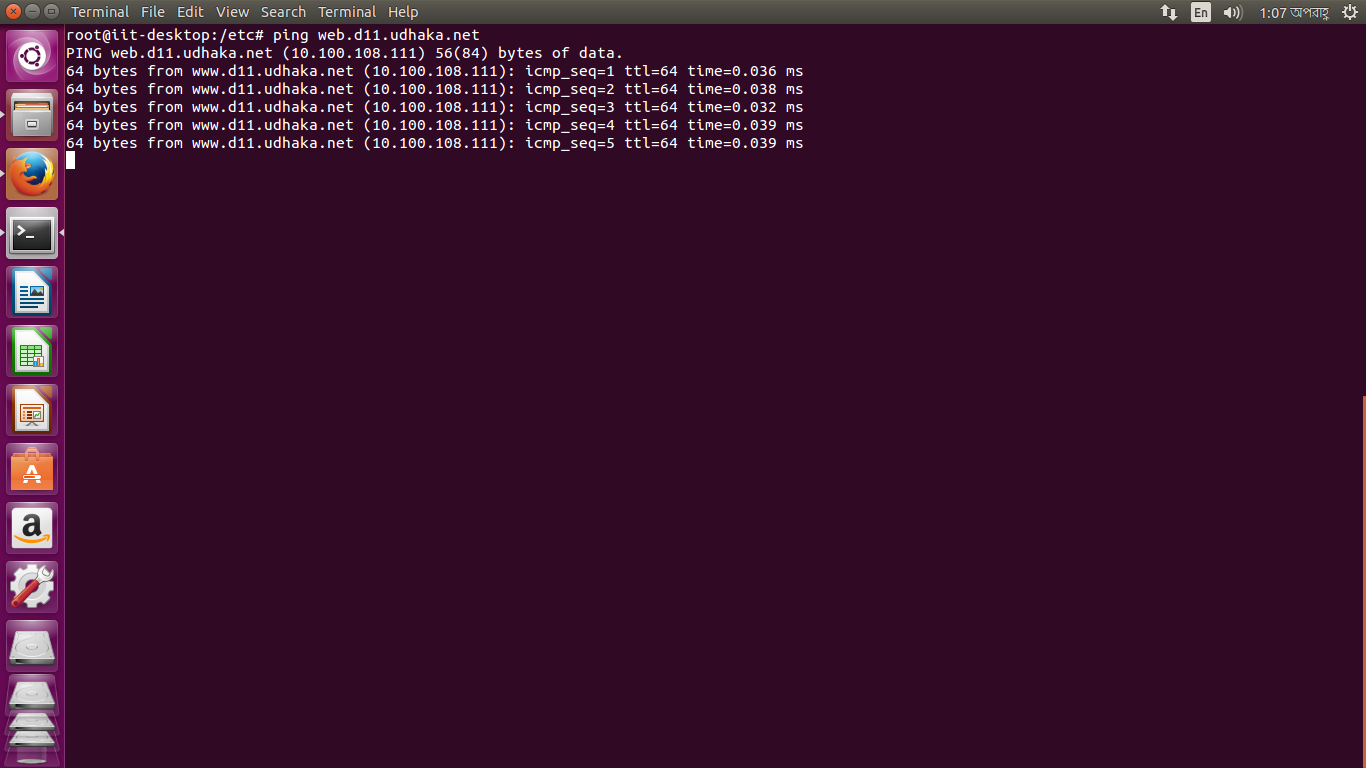 Terminal File Edit View Search Terminal Help En 1:07 অপরাহ্ণ
root@iit-desktop:/etc# ping web.d11.udhaka.net
PING web.d11.udhaka.net (10.100.108.111) 56(84) bytes of data.
64 bytes from www.d11.udhaka.net (10.100.108.111): icmp_seq=1 ttl=64 time=0.036 ms
64 bytes from www.d11.udhaka.net (10.100.108.111): icmp_seq=2 ttl=64 time=0.038 ms
64 bytes from www.d11.udhaka.net (10.100.108.111): icmp_seq=3 ttl=64 time=0.032 ms
64 bytes from www.d11.udhaka.net (10.100.108.111): icmp_seq=4 ttl=64 time=0.039 ms
64 bytes from www.d11.udhaka.net (10.100.108.111): icmp_seq=5 ttl=64 time=0.039 ms